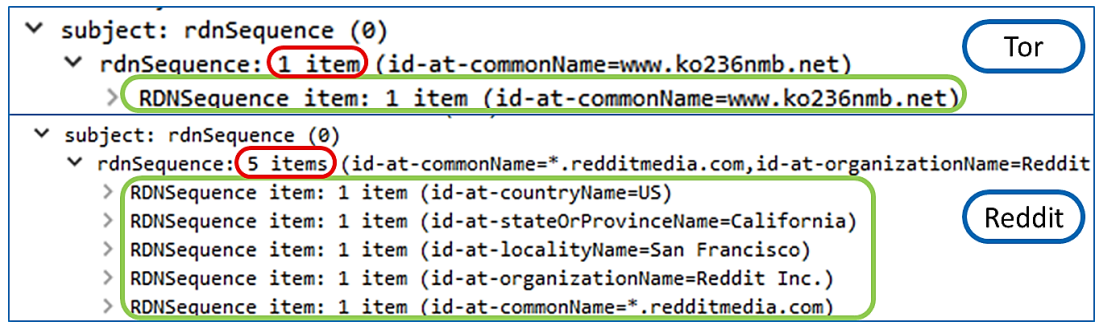 subject: rdnSequence (0)
rdnSequence: 1 item (id-at-commonName=www.ko236nmb.net)
RDNSequence item: 1 item (id-at-commonName=www.ko236nmb.net)
Tor
subject: rdnSequence (0)
rdnSequence: 5 items (id-at-commonName=*.redditmedia.com,id-at-organizationName=Reddit
RDNSequence item: 1 item (id-at-countryName=US)
RDNSequence item: 1 item (id-at-stateOrProvinceName=California)
RDNSequence item: 1 item (id-at-localityName=San Francisco)
RDNSequence item: 1 item (id-at-organizationName=Reddit Inc.)
RDNSequence item: 1 item (id-at-commonName=*.redditmedia.com)
Reddit